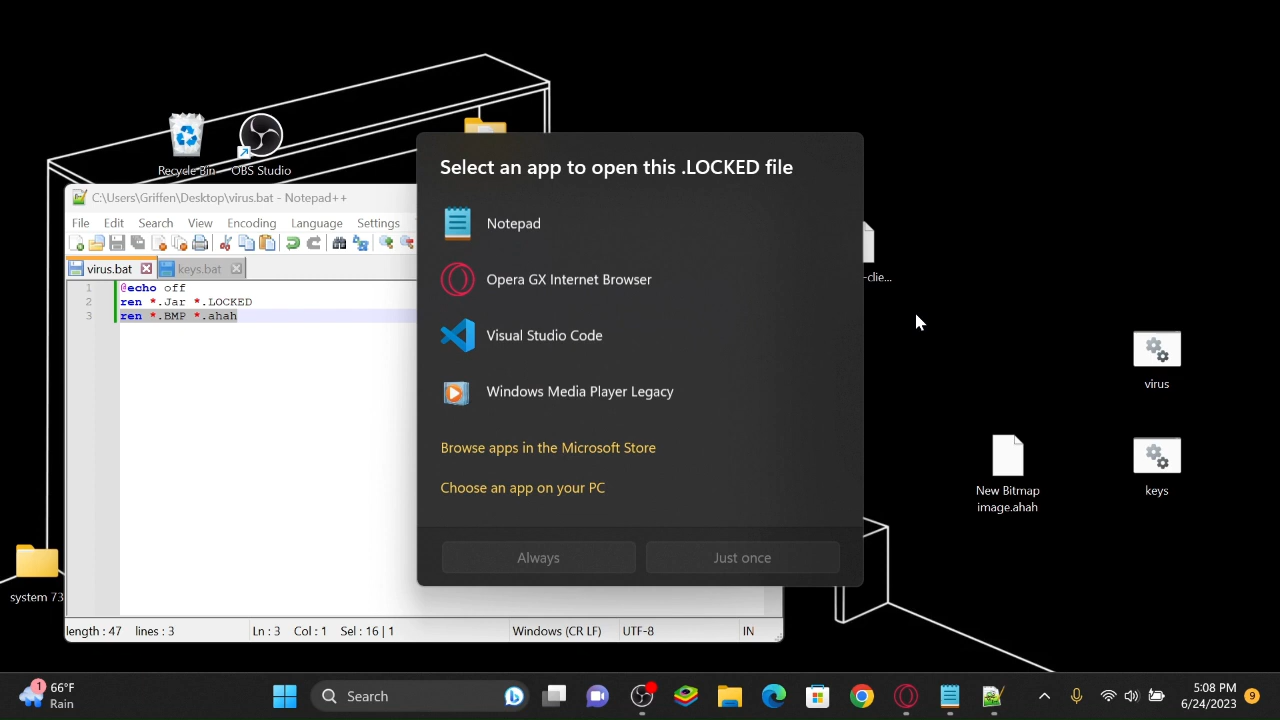 Recycle Bin
OBS Studio
C:\Users\Griffen\Desktop\virus.bat - Notepad++
File Edit Search View Encoding Language Settings
virus.bat keys.bat
1 @echo off
2 ren *.Jar *.LOCKED
3 ren *.BMP *.ahah
length : 47 lines : 3 Ln : 3 Col : 1 Sel : 16 | 1 Windows (CR LF) UTF-8 IN
Select an app to open this .LOCKED file
Notepad
Opera GX Internet Browser
Visual Studio Code
Windows Media Player Legacy
Browse apps in the Microsoft Store
Choose an app on your PC
Always Just once
-clie...
virus
New Bitmap
image.ahah
keys
system 73
1
66°F
Rain
Search
5:08 PM
6/24/2023
9